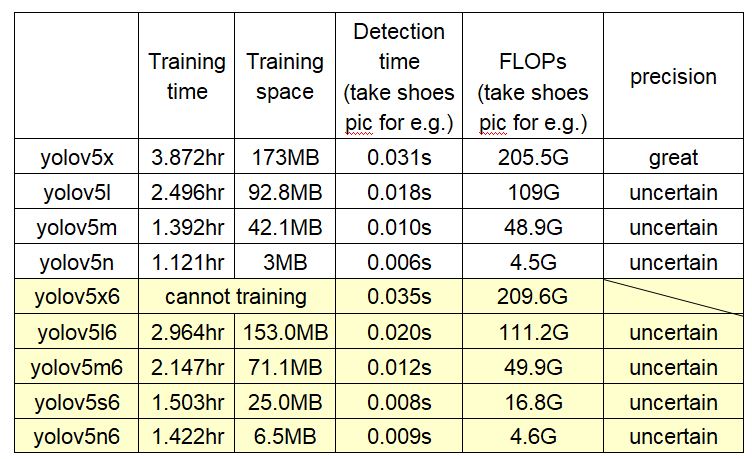 Training time	Training space	Detection time (take shoes pic for e.g.)	FLOPs (take shoes pic for e.g.)	precision
yolov5x	3.872hr	173MB	0.031s	205.5G	great
yolov5l	2.496hr	92.8MB	0.018s	109G	uncertain
yolov5m	1.392hr	42.1MB	0.010s	48.9G	uncertain
yolov5n	1.121hr	3MB	0.006s	4.5G	uncertain
yolov5x6	cannot training	0.035s	209.6G
yolov5l6	2.964hr	153.0MB	0.020s	111.2G	uncertain
yolov5m6	2.147hr	71.1MB	0.012s	49.9G	uncertain
yolov5s6	1.503hr	25.0MB	0.008s	16.8G	uncertain
yolov5n6	1.422hr	6.5MB	0.009s	4.6G	uncertain